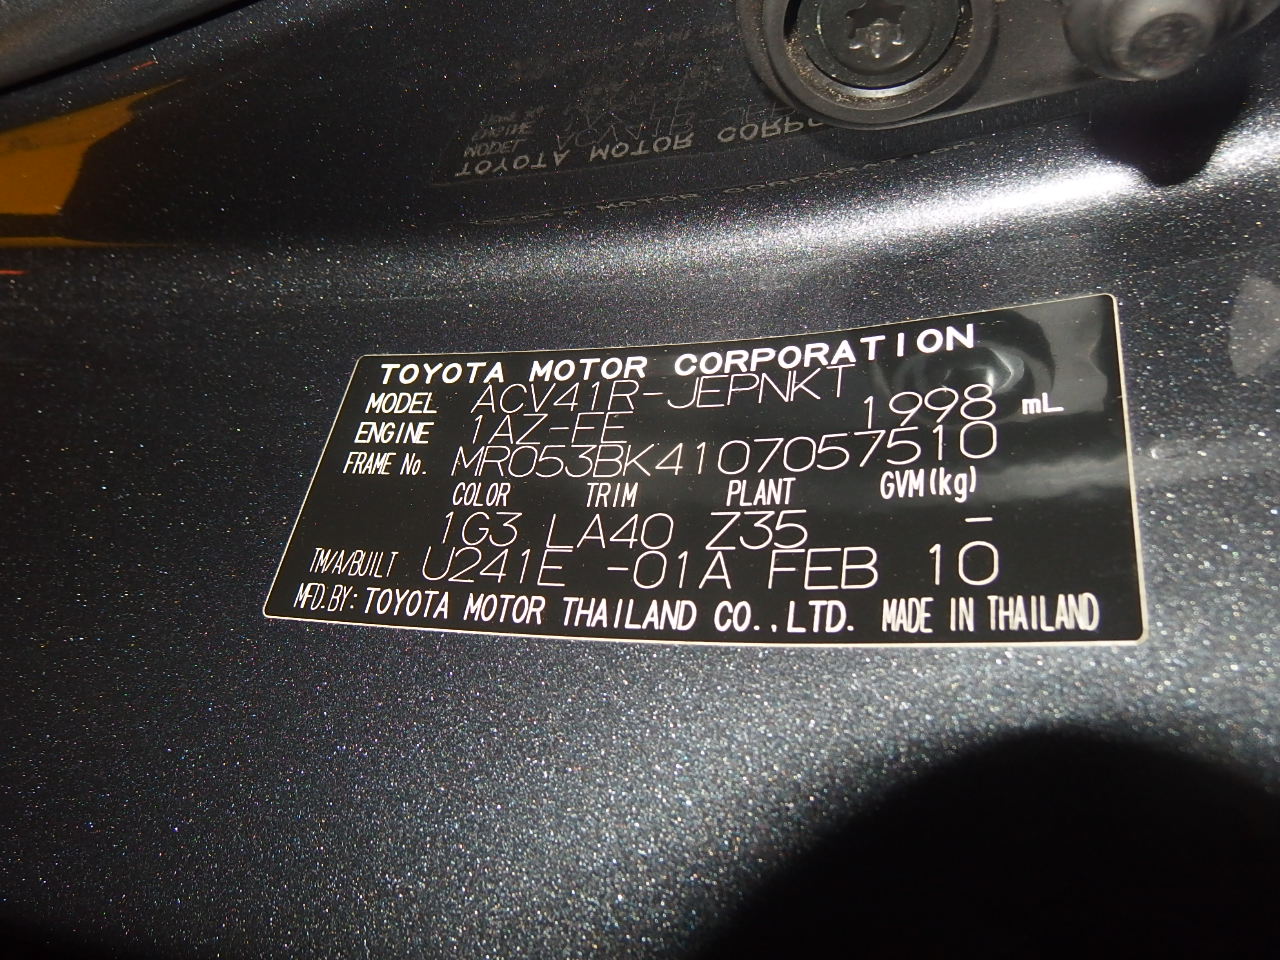 TOYOTA MOTOR CORPORATION
MODEL ACV41R-JEPNKT
ENGINE 1AZ-FE 1998 mL
FRAME No. MR053BK4107057510
COLOR TRIM PLANT GVM(kg)
1G3 LA40 Z35 –
TM/A/BUILT U241E -01A FEB 10
MFD.BY: TOYOTA MOTOR THAILAND CO.,LTD. MADE IN THAILAND